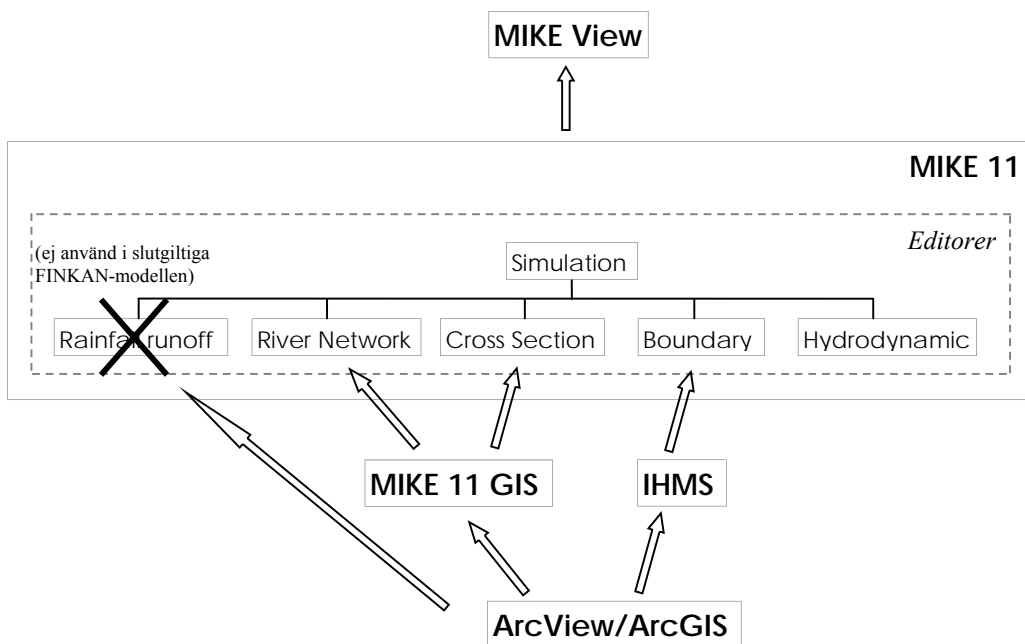 MIKE View
MIKE 11
Editorer
(ej använd i slutgiltiga
FINKAN-modellen)
Simulation
Rainfall runoff
River Network
Cross Section
Boundary
Hydrodynamic
MIKE 11 GIS
IHMS
ArcView/ArcGIS